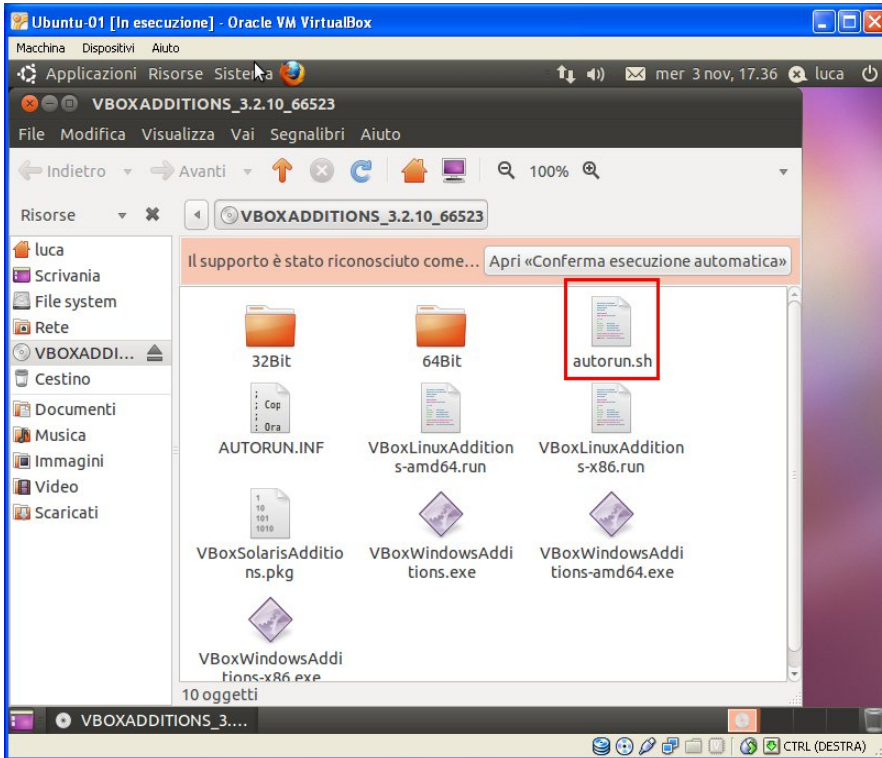 Ubuntu-01 [In esecuzione] - Oracle VM VirtualBox
Macchina Dispositivi Aiuto
Applicazioni Risorse Sistema mer 3 nov, 17.36 luca
VBOXADDITIONS_3.2.10_66523
File Modifica Visualizza Vai Segnalibri Aiuto
Indietro Avanti 100%
Risorse VBOXADDITIONS_3.2.10_66523
luca
Scrivania
File system
Rete
VBOXADDI...
Cestino
Documenti
Musica
Immagini
Video
Scaricati
Il supporto è stato riconosciuto come... Apri «Conferma esecuzione automatica»
32Bit
64Bit
autorun.sh
; Cop
;
; Ora
AUTORUN.INF
VBoxLinuxAddition
s-amd64.run
VBoxLinuxAddition
s-x86.run
1
10
101
1010
VBoxSolarisAdditio
ns.pkg
VBoxWindowsAddi
tions.exe
VBoxWindowsAddi
tions-amd64.exe
VBoxWindowsAddi
tions-x86.exe
10 oggetti
VBOXADDITIONS_3....
CTRL (DESTRA)